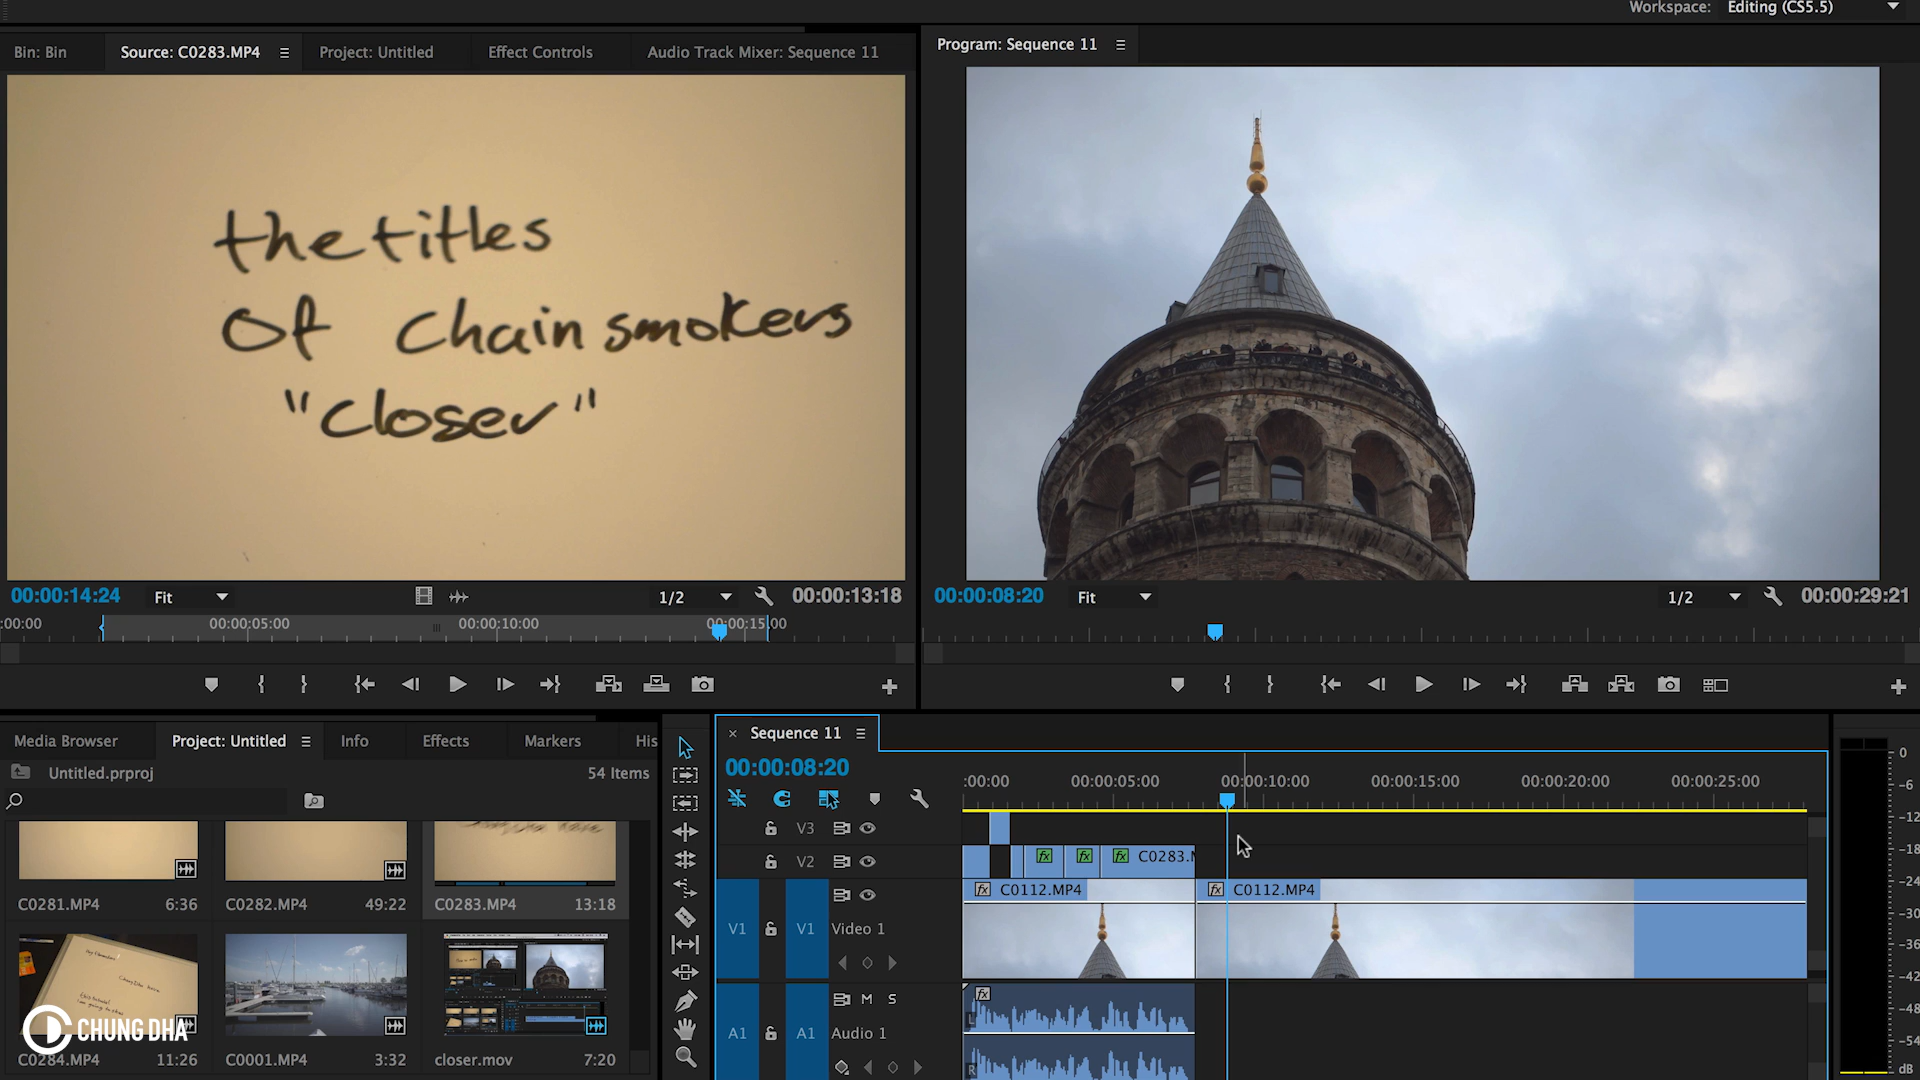 Workspace: Editing (CS5.5)
Bin: Bin
Source: C0283.MP4
Project: Untitled
Effect Controls
Audio Track Mixer: Sequence 11
Program: Sequence 11
the titles
Of Chainsmokers
"Closer"
00:00:14:24
Fit
1/2
00:00:13:18
:00:00
00:00:05:00
00:00:10:00
00:00:15:00
00:00:08:20
Fit
1/2
00:00:29:21
Media Browser
Project: Untitled
Info
Effects
Markers
His
Untitled.prproj
54 Items
C0281.MP4 6:36
C0282.MP4 49:22
C0283.MP4 13:18
CHUNG DHA
C0284.MP4 11:26
C0001.MP4 3:32
closer.mov 7:20
× Sequence 11
00:00:08:20
:00:00
00:00:05:00
00:00:10:00
00:00:15:00
00:00:20:00
00:00:25:00
V3
V2
fx
fx
fx C0283.M
fx C0112.MP4
fx C0112.MP4
V1
V1
Video 1
fx
M S
L
A1
A1
Audio 1
R
0
-6
-12
-18
-24
-30
-36
-42
-48
-54
dB